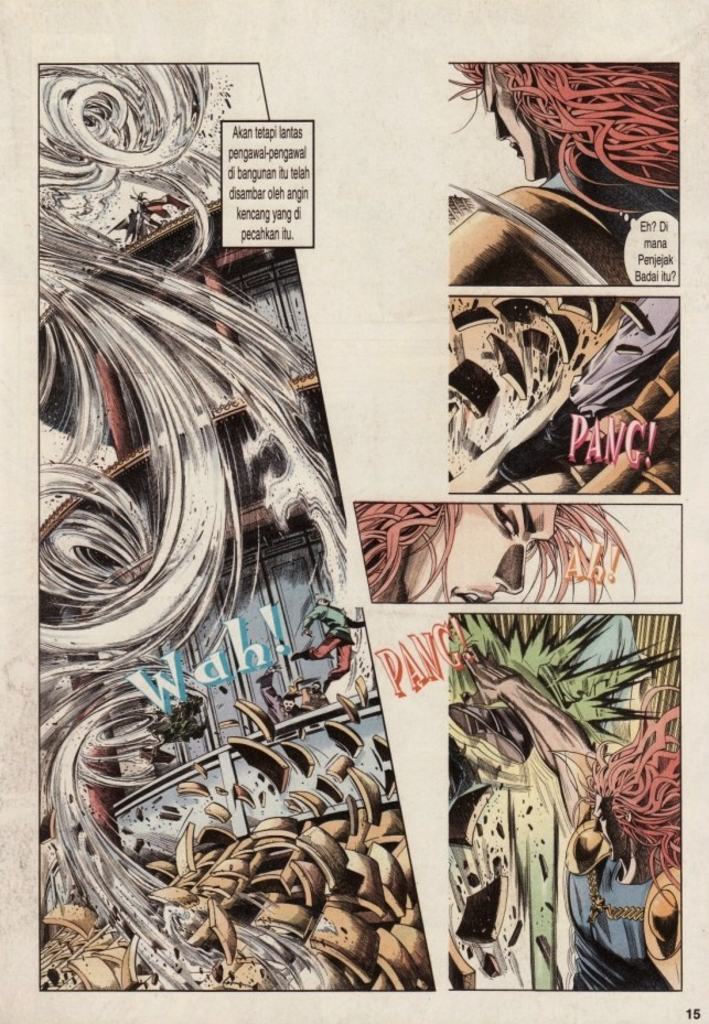 Akan tetapi lantas
pengawal-pengawal
di bangunan itu telah
disambar oleh angin
kencang yang di
pecahkan itu.
Wah!
Eh? Di
mana
Penjejak
Badai itu?
PANG!
Ah!
PANG!
15